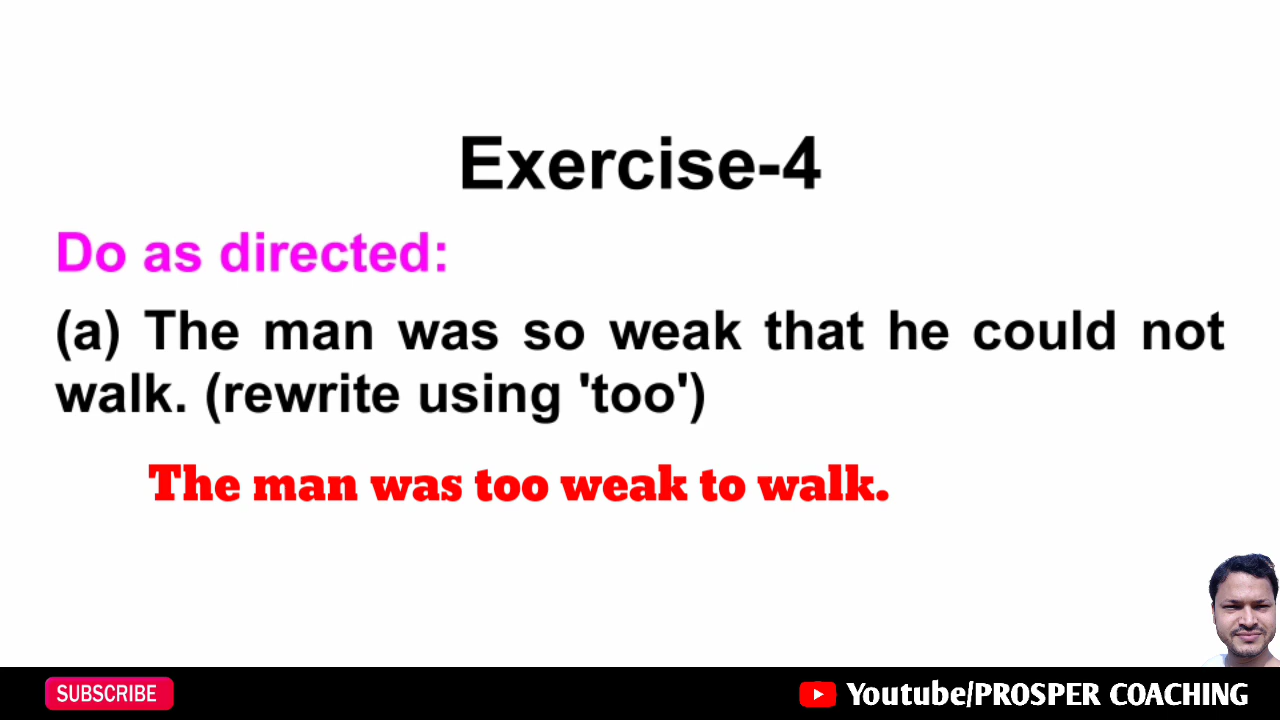 Exercise-4
Do as directed:
(a) The man was so weak that he could not
walk. (rewrite using 'too')
The man was too weak to walk.
SUBSCRIBE
Youtube/PROSPER COACHING